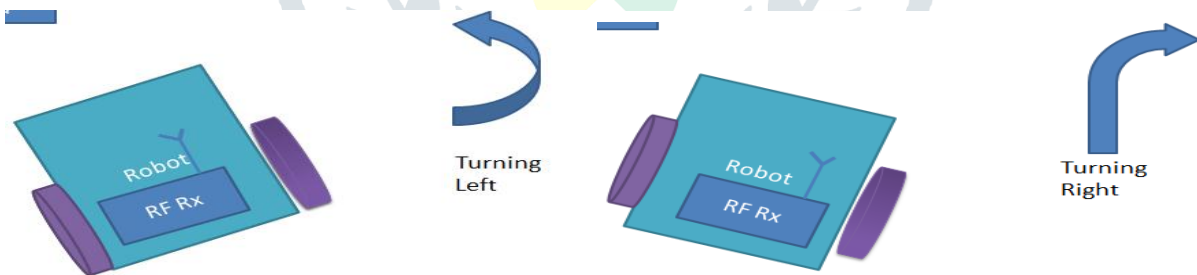 Robot
RF Rx
Turning
Left
Robot
RF Rx
Turning
Right